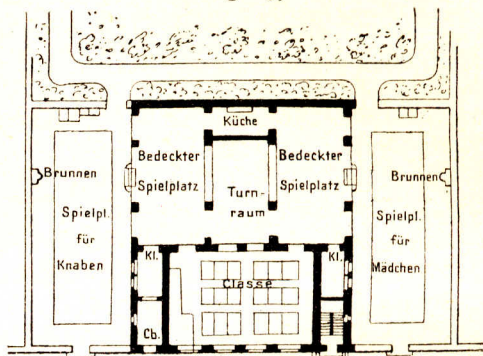 Küche
Bedeckter
Spielplatz
Bedeckter
Spielplatz
Turn-
raum
Brunnen
Spielpl.
für
Knaben
Brunnen
Spielpl.
für
Mädchen
Kl.
Kl.
Classe
Cb.